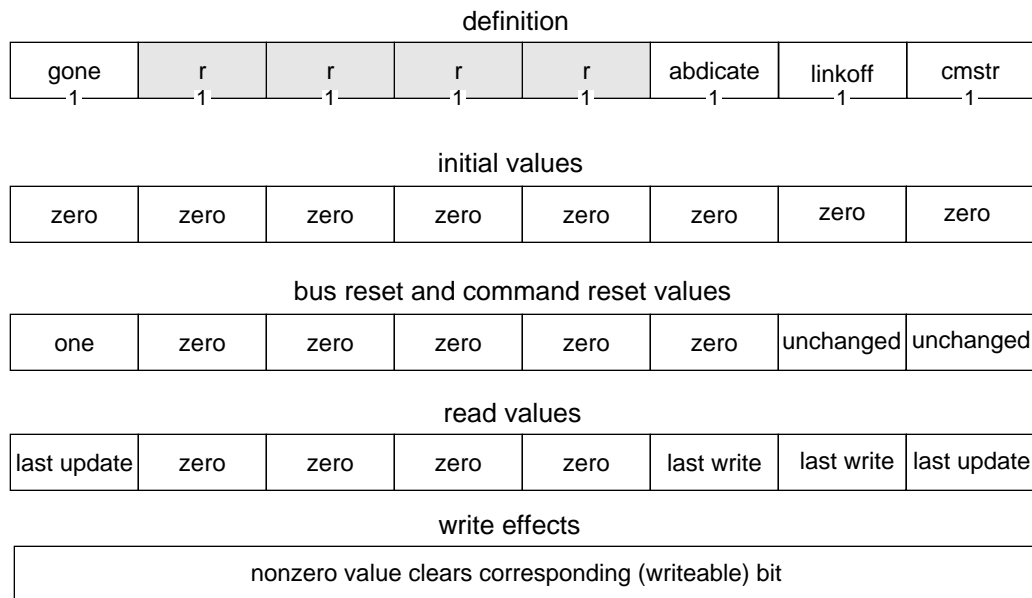 definition
gone r r r r abdicate linkoff cmstr
1 1 1 1 1 1 1 1
initial values
zero zero zero zero zero zero zero zero
bus reset and command reset values
one zero zero zero zero zero unchanged unchanged
read values
last update zero zero zero zero last write last write last update
write effects
nonzero value clears corresponding (writeable) bit